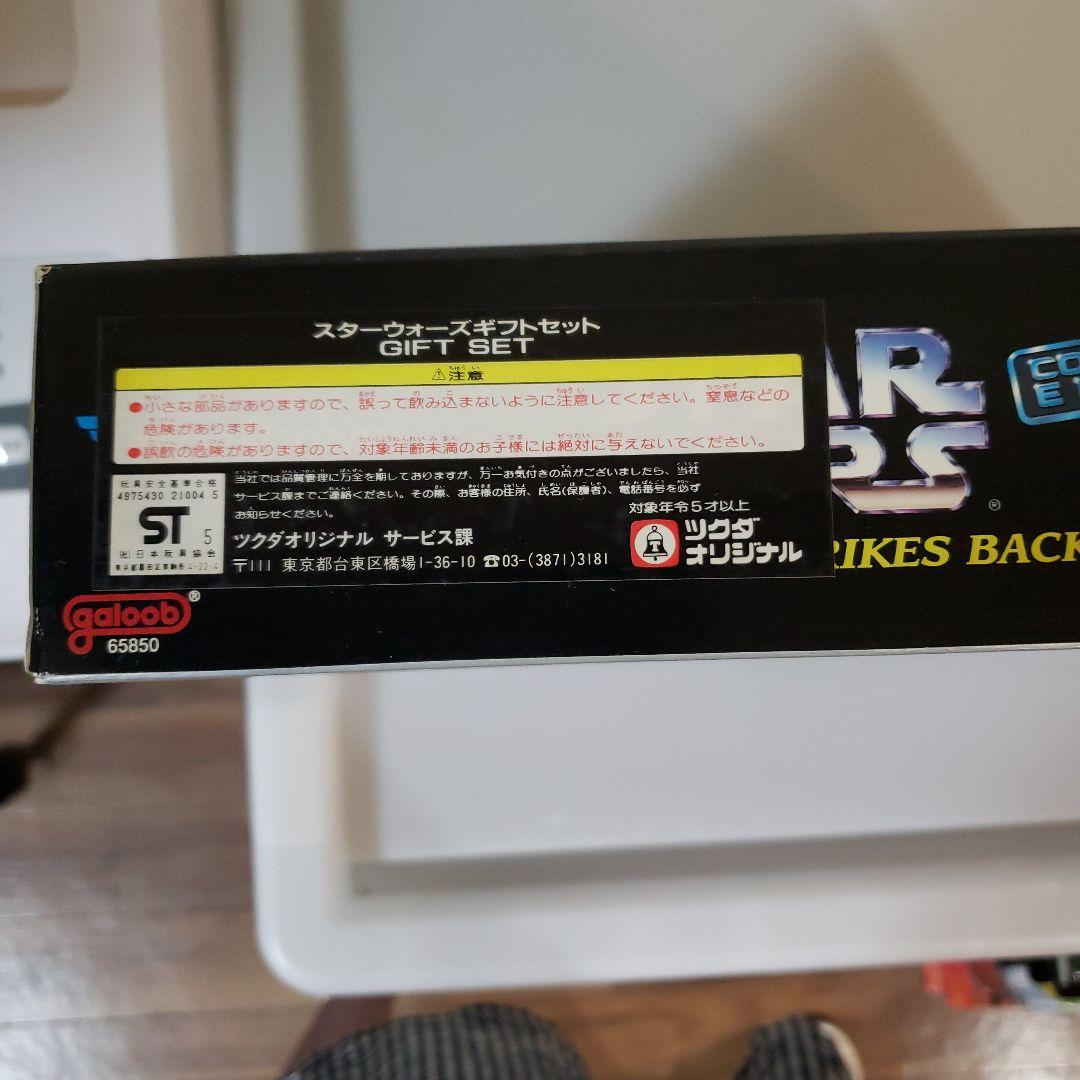 スターウォーズギフトセット
GIFT SET
⚠注意
●小さな部品がありますので、誤って飲み込まないように注意してください。窒息などの
危険があります。
●誤飲の危険がありますので、対象年齢未満のお子様には絶対に与えないでください。
当社では品質管理に万全を期しておりますが、万一お気付きの点がございましたら、当社
サービス課までご連絡ください。その際、お客様の住所、氏名(保護者)、電話番号を必ず
お知らせください。
対象年令5才以上
ツクダオリジナル サービス課
〒111 東京都台東区橋場1-36-10 ☎03-(3871)3181
ツクダ
オリジナル
玩具安全基準合格
4975430 21004 5
ST 5
(社)日本玩具協会
galoob®
65850
AR
RS®
CO
E
RIKES BACK